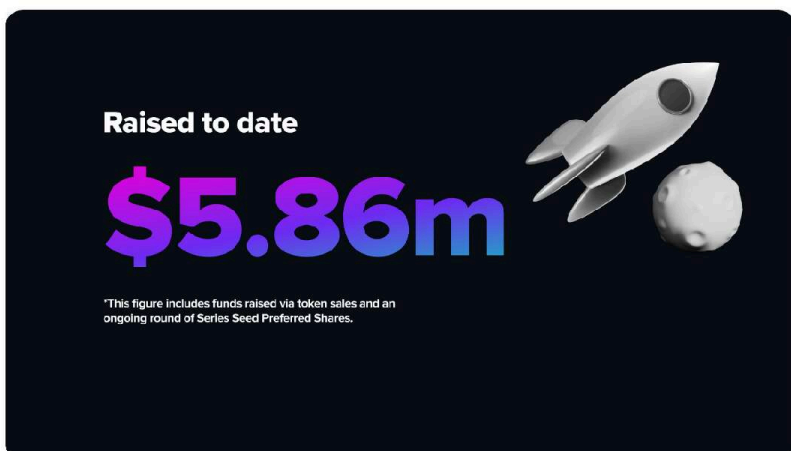 Raised to date
$5.86m
*This figure includes funds raised via token sales and an
ongoing round of Series Seed Preferred Shares.